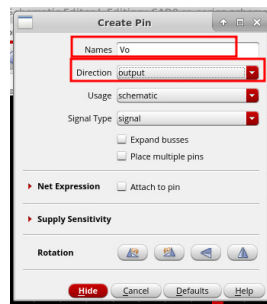 Create Pin
Names Vo
Direction output
Usage schematic
Signal Type signal
Expand busses
Place multiple pins
Net Expression Attach to pin
Supply Sensitivity
Rotation
Hide Cancel Defaults Help